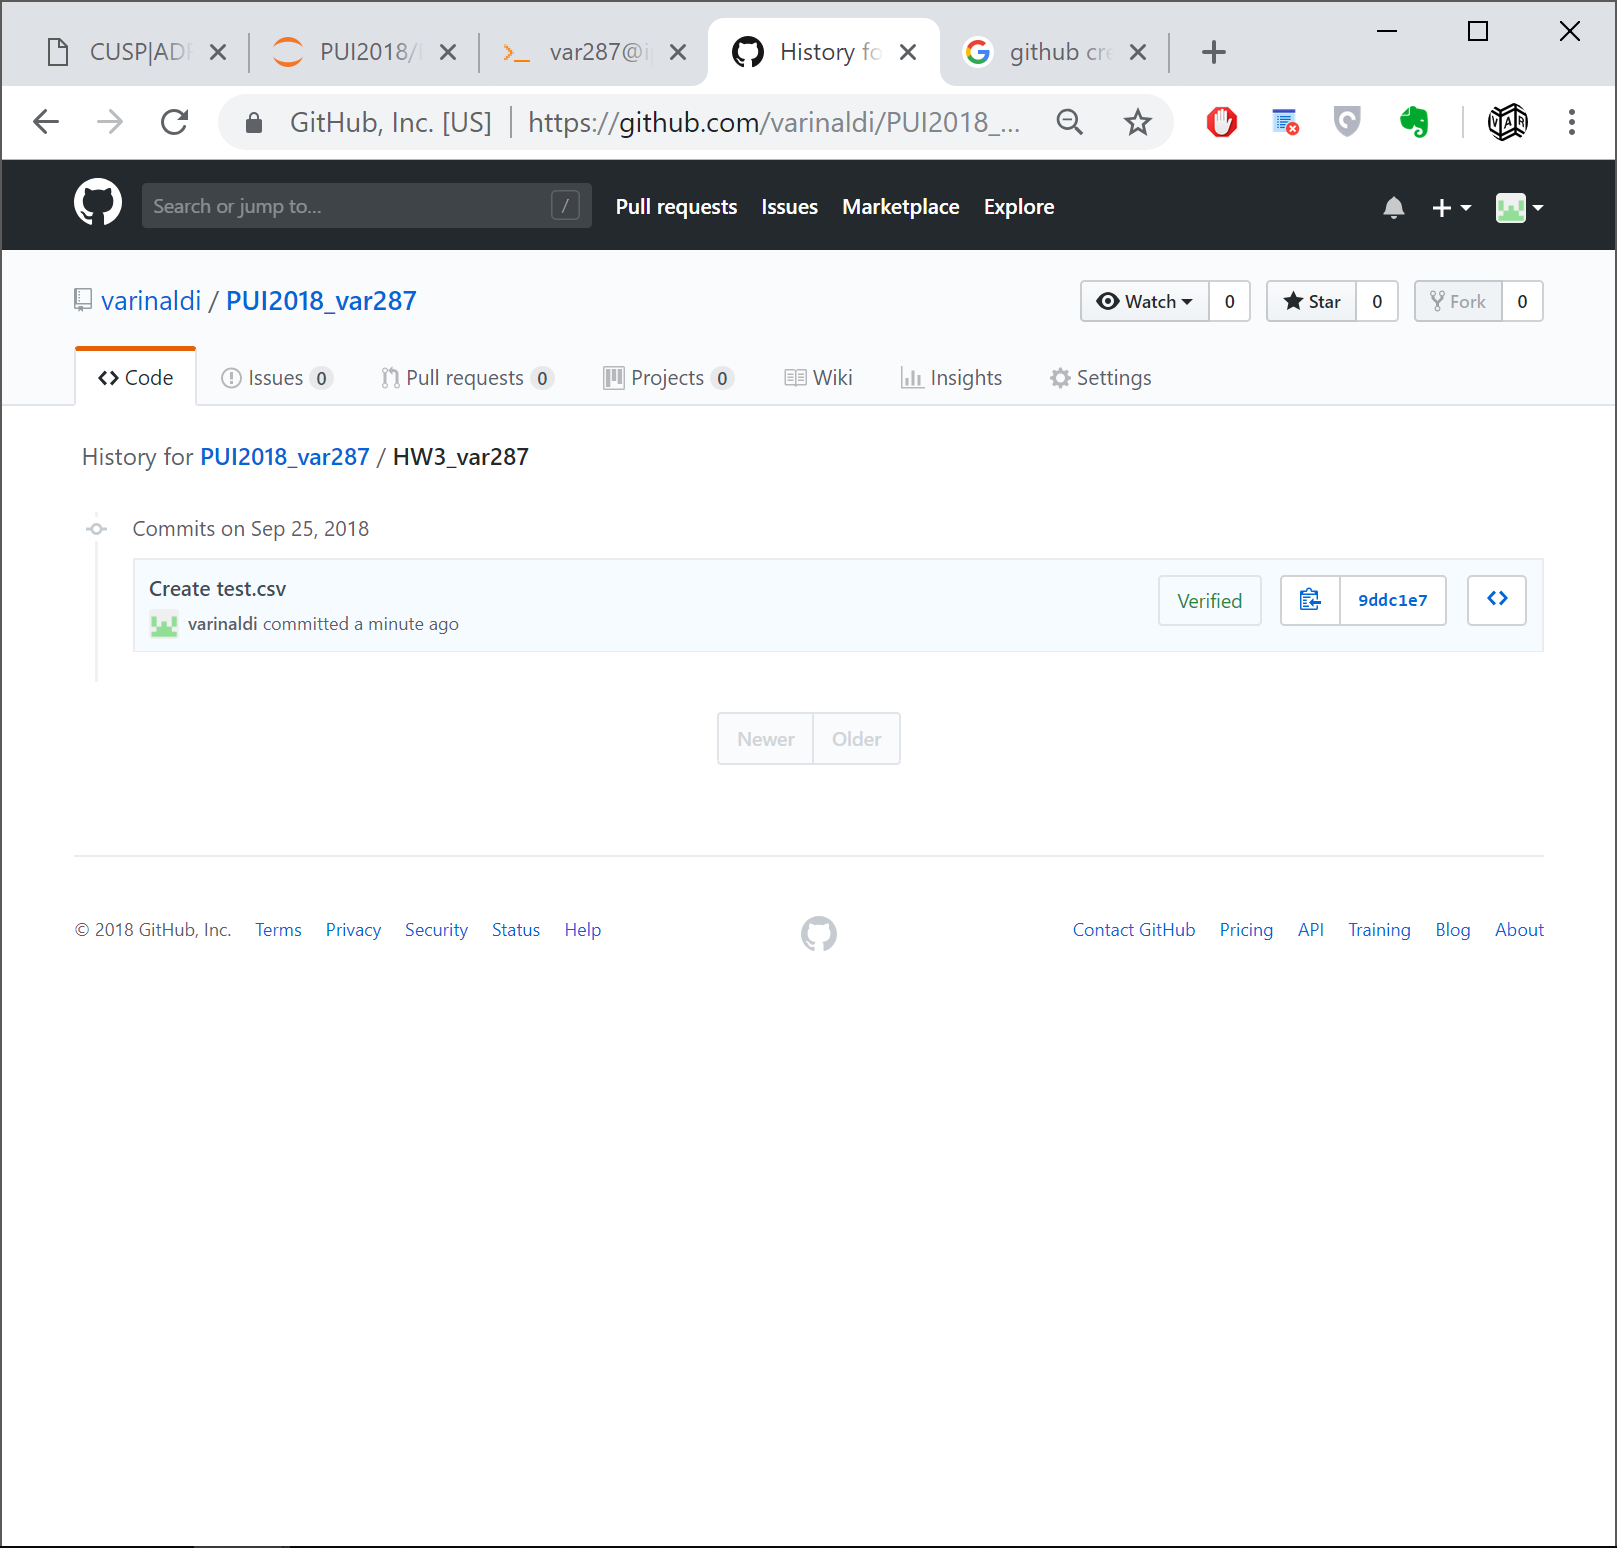 CUSP|ADR
PUI2018/
var287@i
History fo
github cre
GitHub, Inc. [US]
https://github.com/varinaldi/PUI2018_...
VAR
Search or jump to...
/
Pull requests
Issues
Marketplace
Explore
varinaldi / PUI2018_var287
Watch 0
Star 0
Fork 0
Code
Issues 0
Pull requests 0
Projects 0
Wiki
Insights
Settings
History for PUI2018_var287 / HW3_var287
Commits on Sep 25, 2018
Create test.csv
varinaldi committed a minute ago
Verified
9ddc1e7
Newer
Older
© 2018 GitHub, Inc.
Terms
Privacy
Security
Status
Help
Contact GitHub
Pricing
API
Training
Blog
About